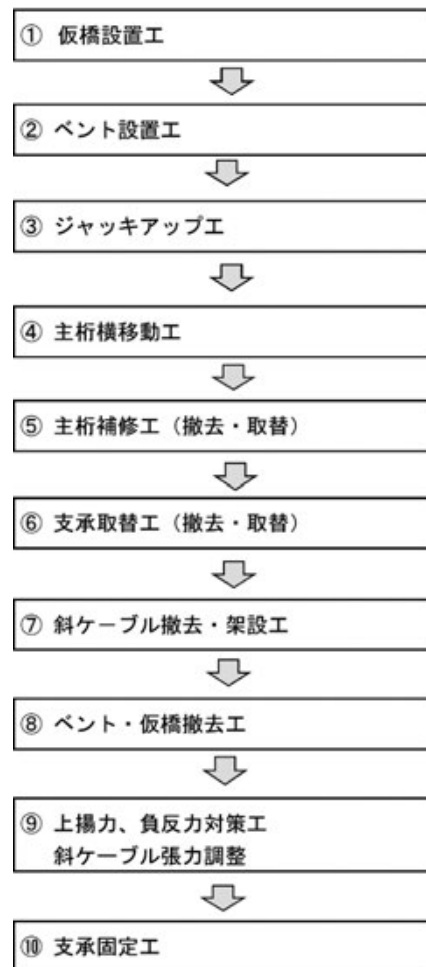 ① 仮橋設置工
② ベント設置工
③ ジャッキアップ工
④ 主桁横移動工
⑤ 主桁補修工（撤去・取替）
⑥ 支承取替工（撤去・取替）
⑦ 斜ケーブル撤去・架設工
⑧ ベント・仮橋撤去工
⑨ 上揚力、負反力対策工
斜ケーブル張力調整
⑩ 支承固定工